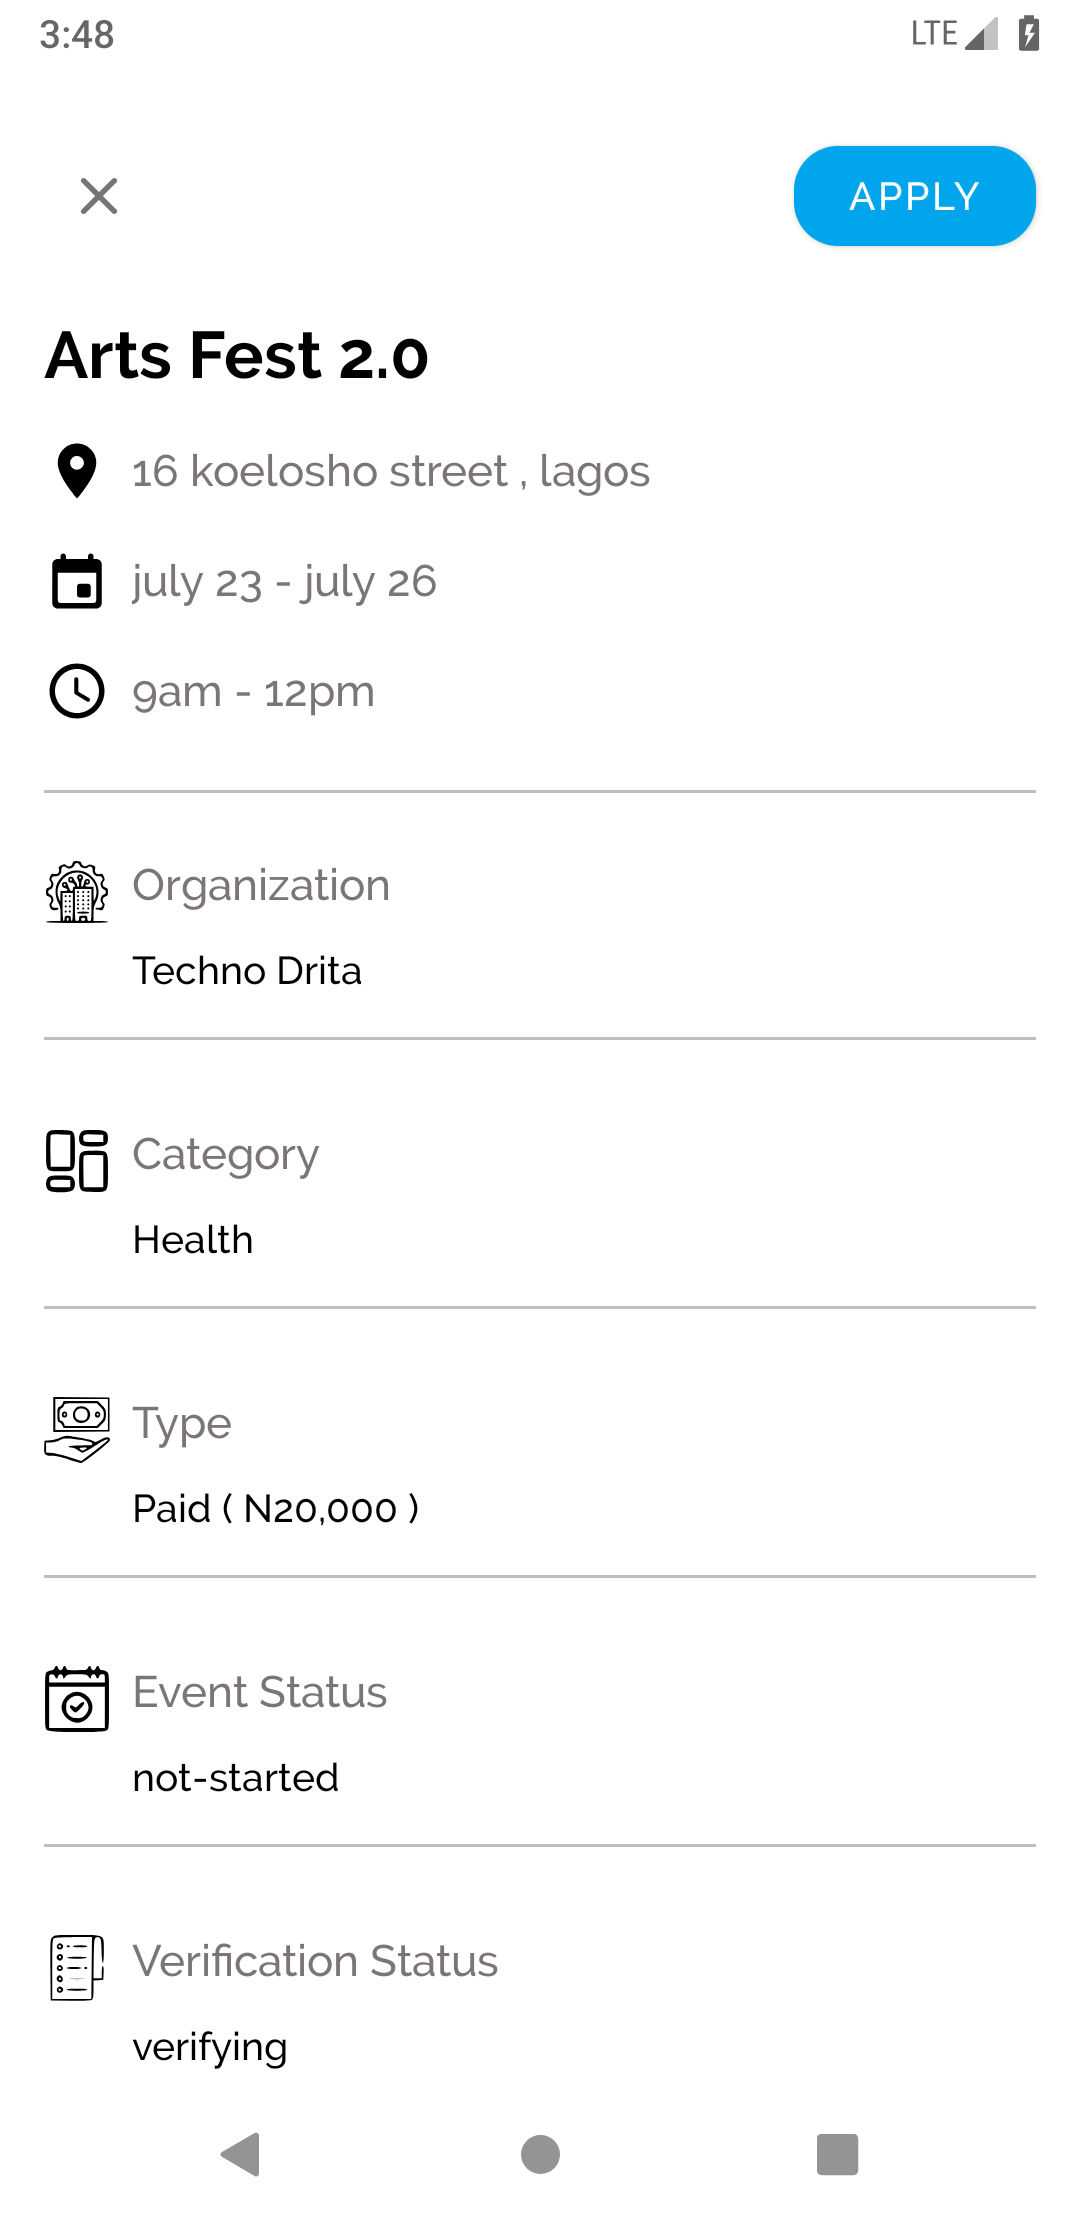 3:48
LTE
APPLY
Arts Fest 2.0
16 koelosho street , lagos
july 23 - july 26
9am - 12pm
Organization
Techno Drita
Category
Health
Type
Paid ( N20,000 )
Event Status
not-started
Verification Status
verifying